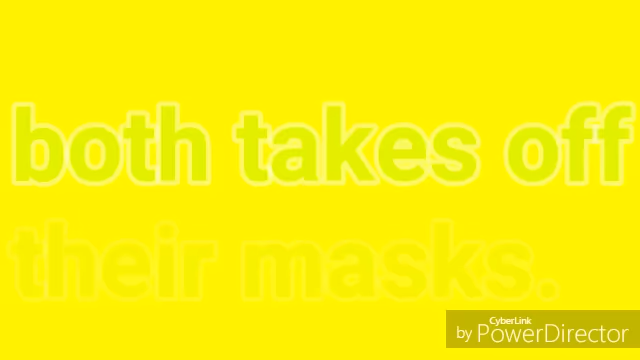 both takes off
their masks.
CyberLink
by PowerDirector